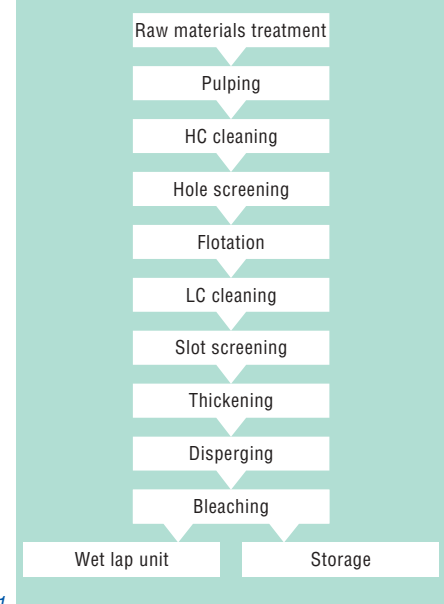 Raw materials treatment
Pulping
HC cleaning
Hole screening
Flotation
LC cleaning
Slot screening
Thickening
Disperging
Bleaching
Wet lap unit Storage